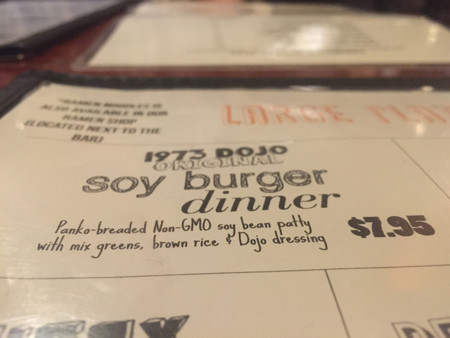 "RAMEN NOODLES IS
ALSO AVAILABLE IN OUR
RAMEN SHOP
(LOCATED NEXT TO THE
BAR)
LARGE
1973 DOJO
ORIGINAL
soy burger
dinner
Panko-breaded Non-GMO soy bean patty
with mix greens, brown rice & Dojo dressing
$7.95